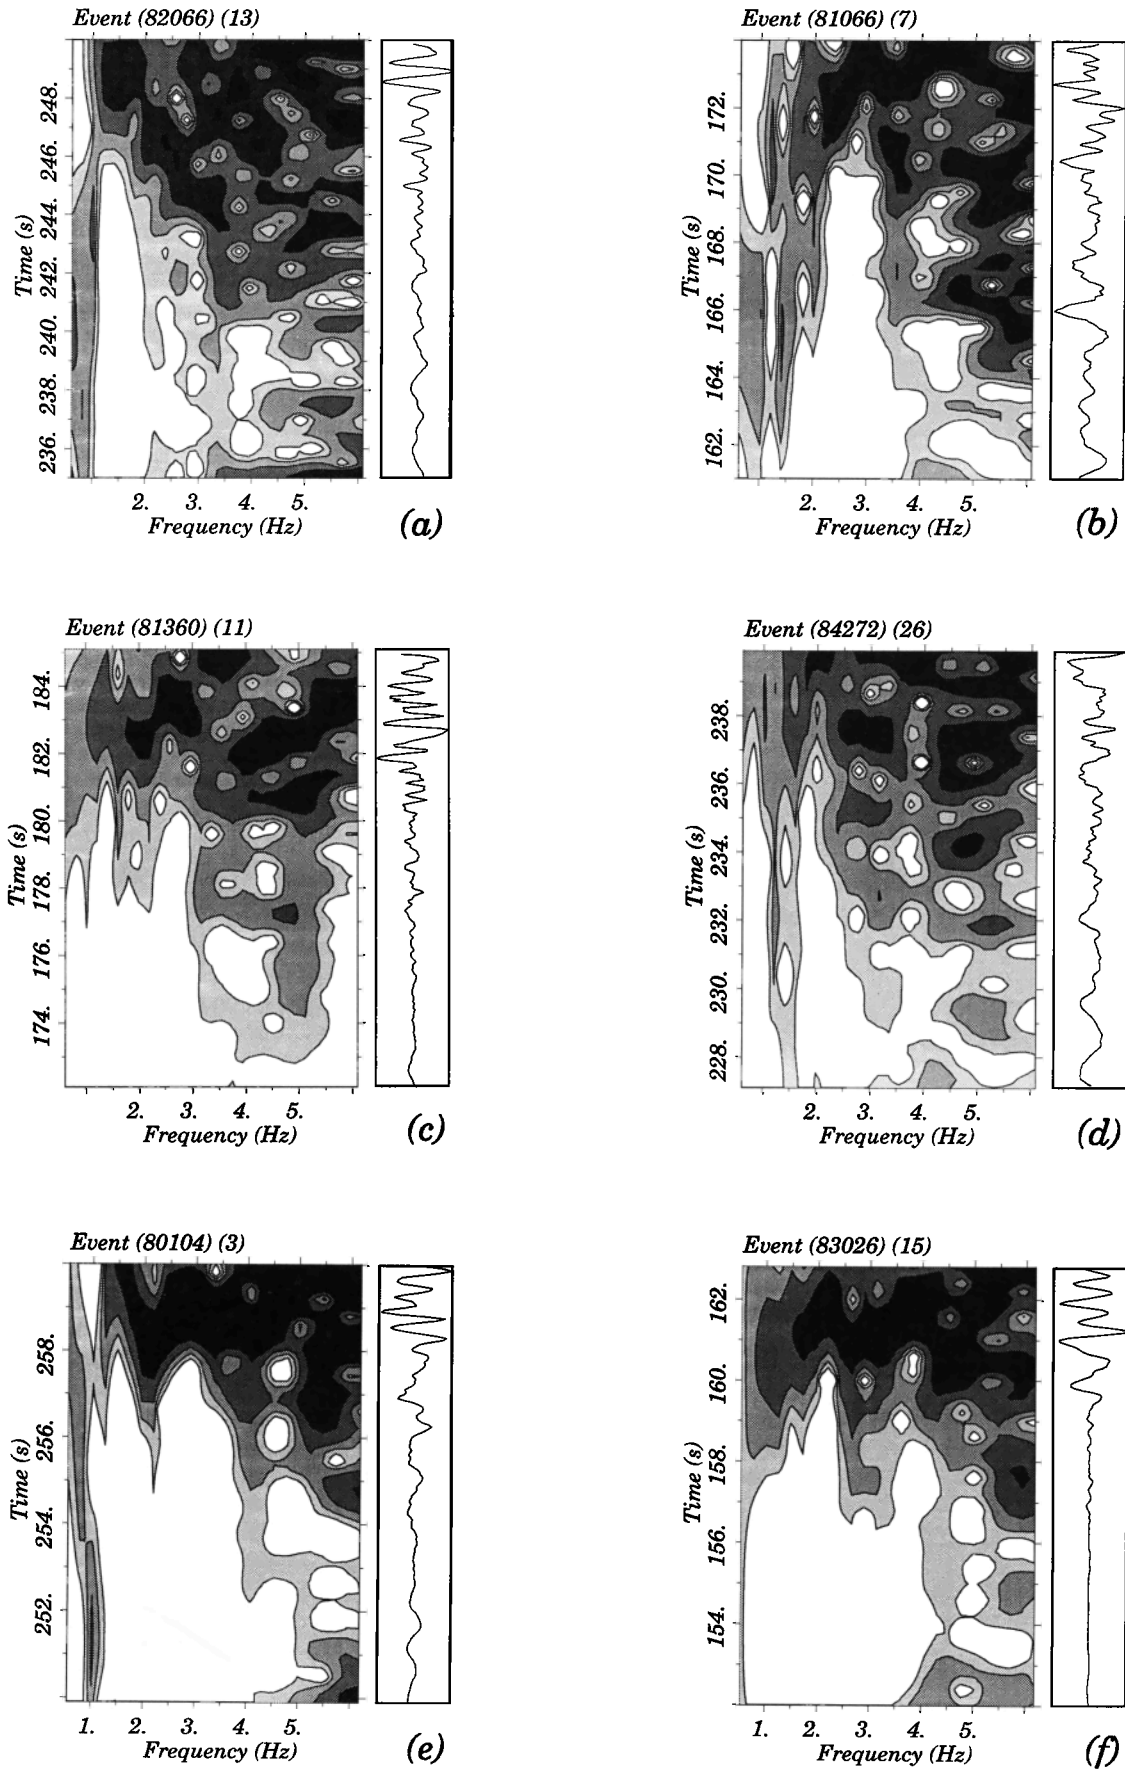 Event (82066) (13)
Time (s)
248.
246.
244.
242.
240.
238.
236.
2. 3. 4. 5.
Frequency (Hz)
(a)
Event (81066) (7)
Time (s)
172.
170.
168.
166.
164.
162.
2. 3. 4. 5.
Frequency (Hz)
(b)
Event (81360) (11)
Time (s)
184.
182.
180.
178.
176.
174.
2. 3. 4. 5.
Frequency (Hz)
(c)
Event (84272) (26)
Time (s)
238.
236.
234.
232.
230.
228.
2. 3. 4. 5.
Frequency (Hz)
(d)
Event (80104) (3)
Time (s)
258.
256.
254.
252.
1. 2. 3. 4. 5.
Frequency (Hz)
(e)
Event (83026) (15)
Time (s)
162.
160.
158.
156.
154.
1. 2. 3. 4. 5.
Frequency (Hz)
(f)